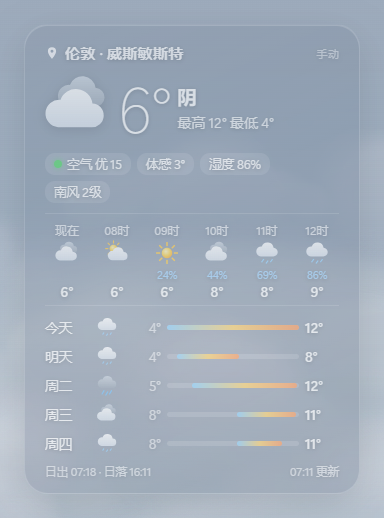 伦敦 · 威斯敏斯特 手动
6° 阴
最高 12° 最低 4°
空气 优 15 体感 3° 湿度 86%
南风 2级
现在 08时 09时 10时 11时 12时
24% 44% 69% 86%
6° 6° 6° 8° 8° 9°
今天 4° 12°
明天 4° 8°
周二 5° 12°
周三 8° 11°
周四 8° 11°
日出 07:18 · 日落 16:11 07:11 更新